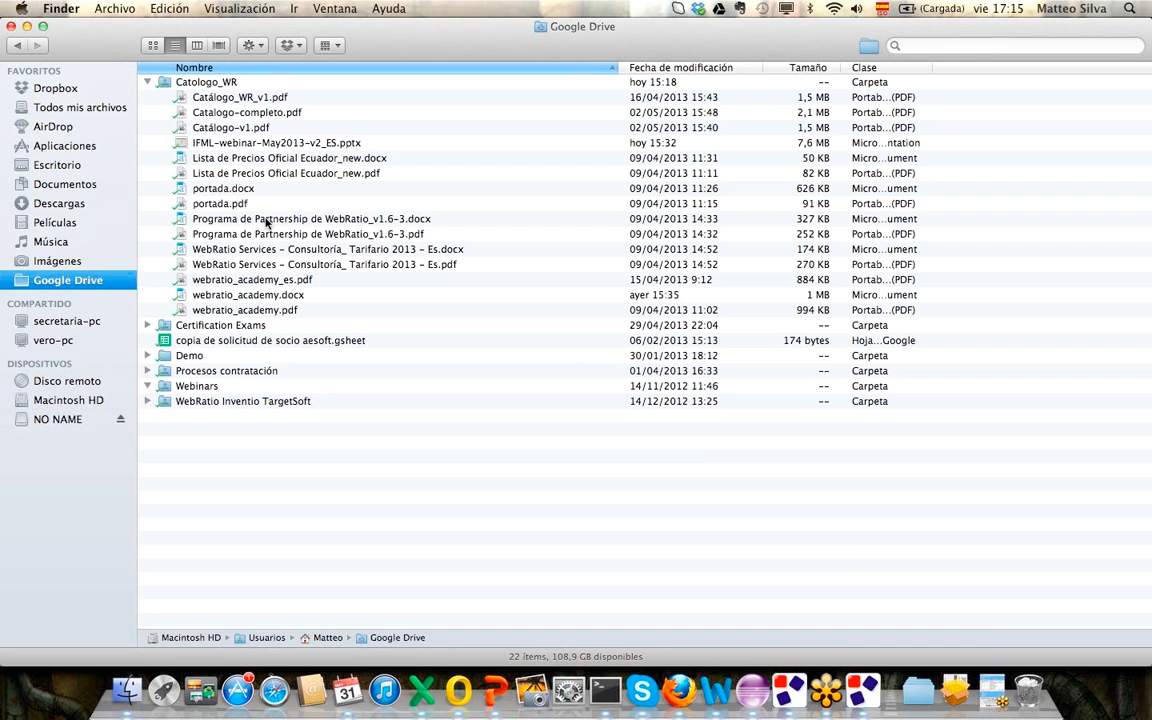 Finder Archivo Edición Visualización Ir Ventana Ayuda (Cargada) vie 17:15 Matteo Silva
Google Drive
FAVORITOS
Dropbox
Todos mis archivos
AirDrop
Aplicaciones
Escritorio
Documentos
Descargas
Películas
Música
Imágenes
Google Drive
COMPARTIDO
secretaria-pc
vero-pc
DISPOSITIVOS
Disco remoto
Macintosh HD
NO NAME
Nombre Fecha de modificación Tamaño Clase
Catologo_WR hoy 15:18 -- Carpeta
Catálogo_WR_v1.pdf 16/04/2013 15:43 1,5 MB Portab...(PDF)
Catalogo-completo.pdf 02/05/2013 15:48 2,1 MB Portab...(PDF)
Catálogo-v1.pdf 02/05/2013 15:40 1,5 MB Portab...(PDF)
IFML-webinar-May2013-v2_ES.pptx hoy 15:32 7,6 MB Micro...ntation
Lista de Precios Oficial Ecuador_new.docx 09/04/2013 11:31 50 KB Micro...ument
Lista de Precios Oficial Ecuador_new.pdf 09/04/2013 11:11 82 KB Portab...(PDF)
portada.docx 09/04/2013 11:26 626 KB Micro...ument
portada.pdf 09/04/2013 11:15 91 KB Portab...(PDF)
Programa de Partnership de WebRatio_v1.6-3.docx 09/04/2013 14:33 327 KB Micro...ument
Programa de Partnership de WebRatio_v1.6-3.pdf 09/04/2013 14:32 252 KB Portab...(PDF)
WebRatio Services - Consultoría_ Tarifario 2013 - Es.docx 09/04/2013 14:52 174 KB Micro...ument
WebRatio Services - Consultoría_ Tarifario 2013 - Es.pdf 09/04/2013 14:52 270 KB Portab...(PDF)
webratio_academy_es.pdf 15/04/2013 9:12 884 KB Portab...(PDF)
webratio_academy.docx ayer 15:35 1 MB Micro...ument
webratio_academy.pdf 09/04/2013 11:02 994 KB Portab...(PDF)
Certification Exams 29/04/2013 22:04 -- Carpeta
copia de solicitud de socio aesoft.gsheet 06/02/2013 15:13 174 bytes Hoja...Google
Demo 30/01/2013 18:12 -- Carpeta
Procesos contratación 01/04/2013 16:33 -- Carpeta
Webinars 14/11/2012 11:46 -- Carpeta
WebRatio Inventio TargetSoft 14/12/2012 13:25 -- Carpeta
Macintosh HD Usuarios Matteo Google Drive
22 ítems, 108,9 GB disponibles